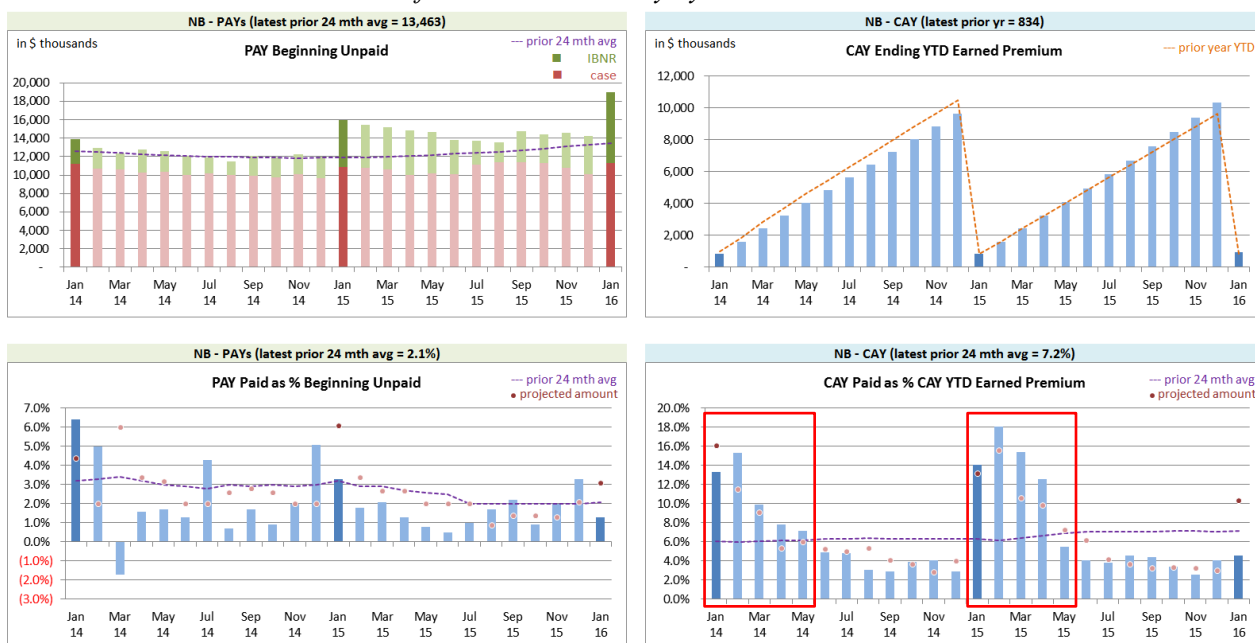 NB - PAYs (latest prior 24 mth avg = 13,463)
in $ thousands
PAY Beginning Unpaid
--- prior 24 mth avg
IBNR
case
20,000
18,000
16,000
14,000
12,000
10,000
8,000
6,000
4,000
2,000
-
Jan Mar May Jul Sep Nov Jan Mar May Jul Sep Nov Jan
14 14 14 14 14 14 15 15 15 15 15 15 16
NB - CAY (latest prior yr = 834)
in $ thousands
CAY Ending YTD Earned Premium
--- prior year YTD
12,000
10,000
8,000
6,000
4,000
2,000
-
Jan Mar May Jul Sep Nov Jan Mar May Jul Sep Nov Jan
14 14 14 14 14 14 15 15 15 15 15 15 16
NB - PAYs (latest prior 24 mth avg = 2.1%)
PAY Paid as % Beginning Unpaid
--- prior 24 mth avg
projected amount
7.0%
6.0%
5.0%
4.0%
3.0%
2.0%
1.0%
0.0%
(1.0%)
(2.0%)
(3.0%)
Jan Mar May Jul Sep Nov Jan Mar May Jul Sep Nov Jan
14 14 14 14 14 14 15 15 15 15 15 15 16
NB - CAY (latest prior 24 mth avg = 7.2%)
CAY Paid as % CAY YTD Earned Premium
--- prior 24 mth avg
projected amount
20.0%
18.0%
16.0%
14.0%
12.0%
10.0%
8.0%
6.0%
4.0%
2.0%
0.0%
Jan Mar May Jul Sep Nov Jan Mar May Jul Sep Nov Jan
14 14 14 14 14 14 15 15 15 15 15 15 16